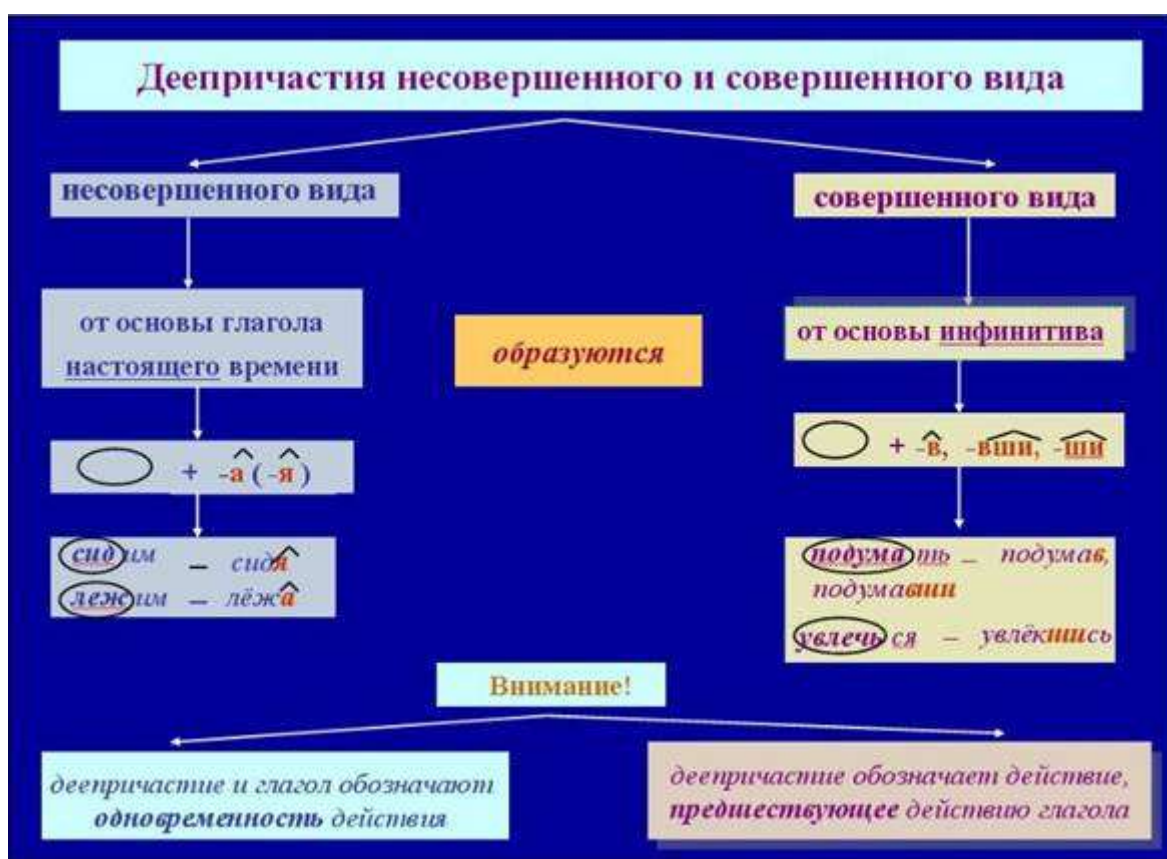 Деепричастия несовершенного и совершенного вида
несовершенного вида
совершенного вида
от основы глагола
настоящего времени
образуются
от основы инфинитива
+ -а ( -я )
+ -в, -вши, -ши
сидим – сидя
лежим – лёжа
подумать – подумав,
подумавши
увлечься – увлёкшись
Внимание!
деепричастие и глагол обозначают
одновременность действия
деепричастие обозначает действие,
предшествующее действию глагола